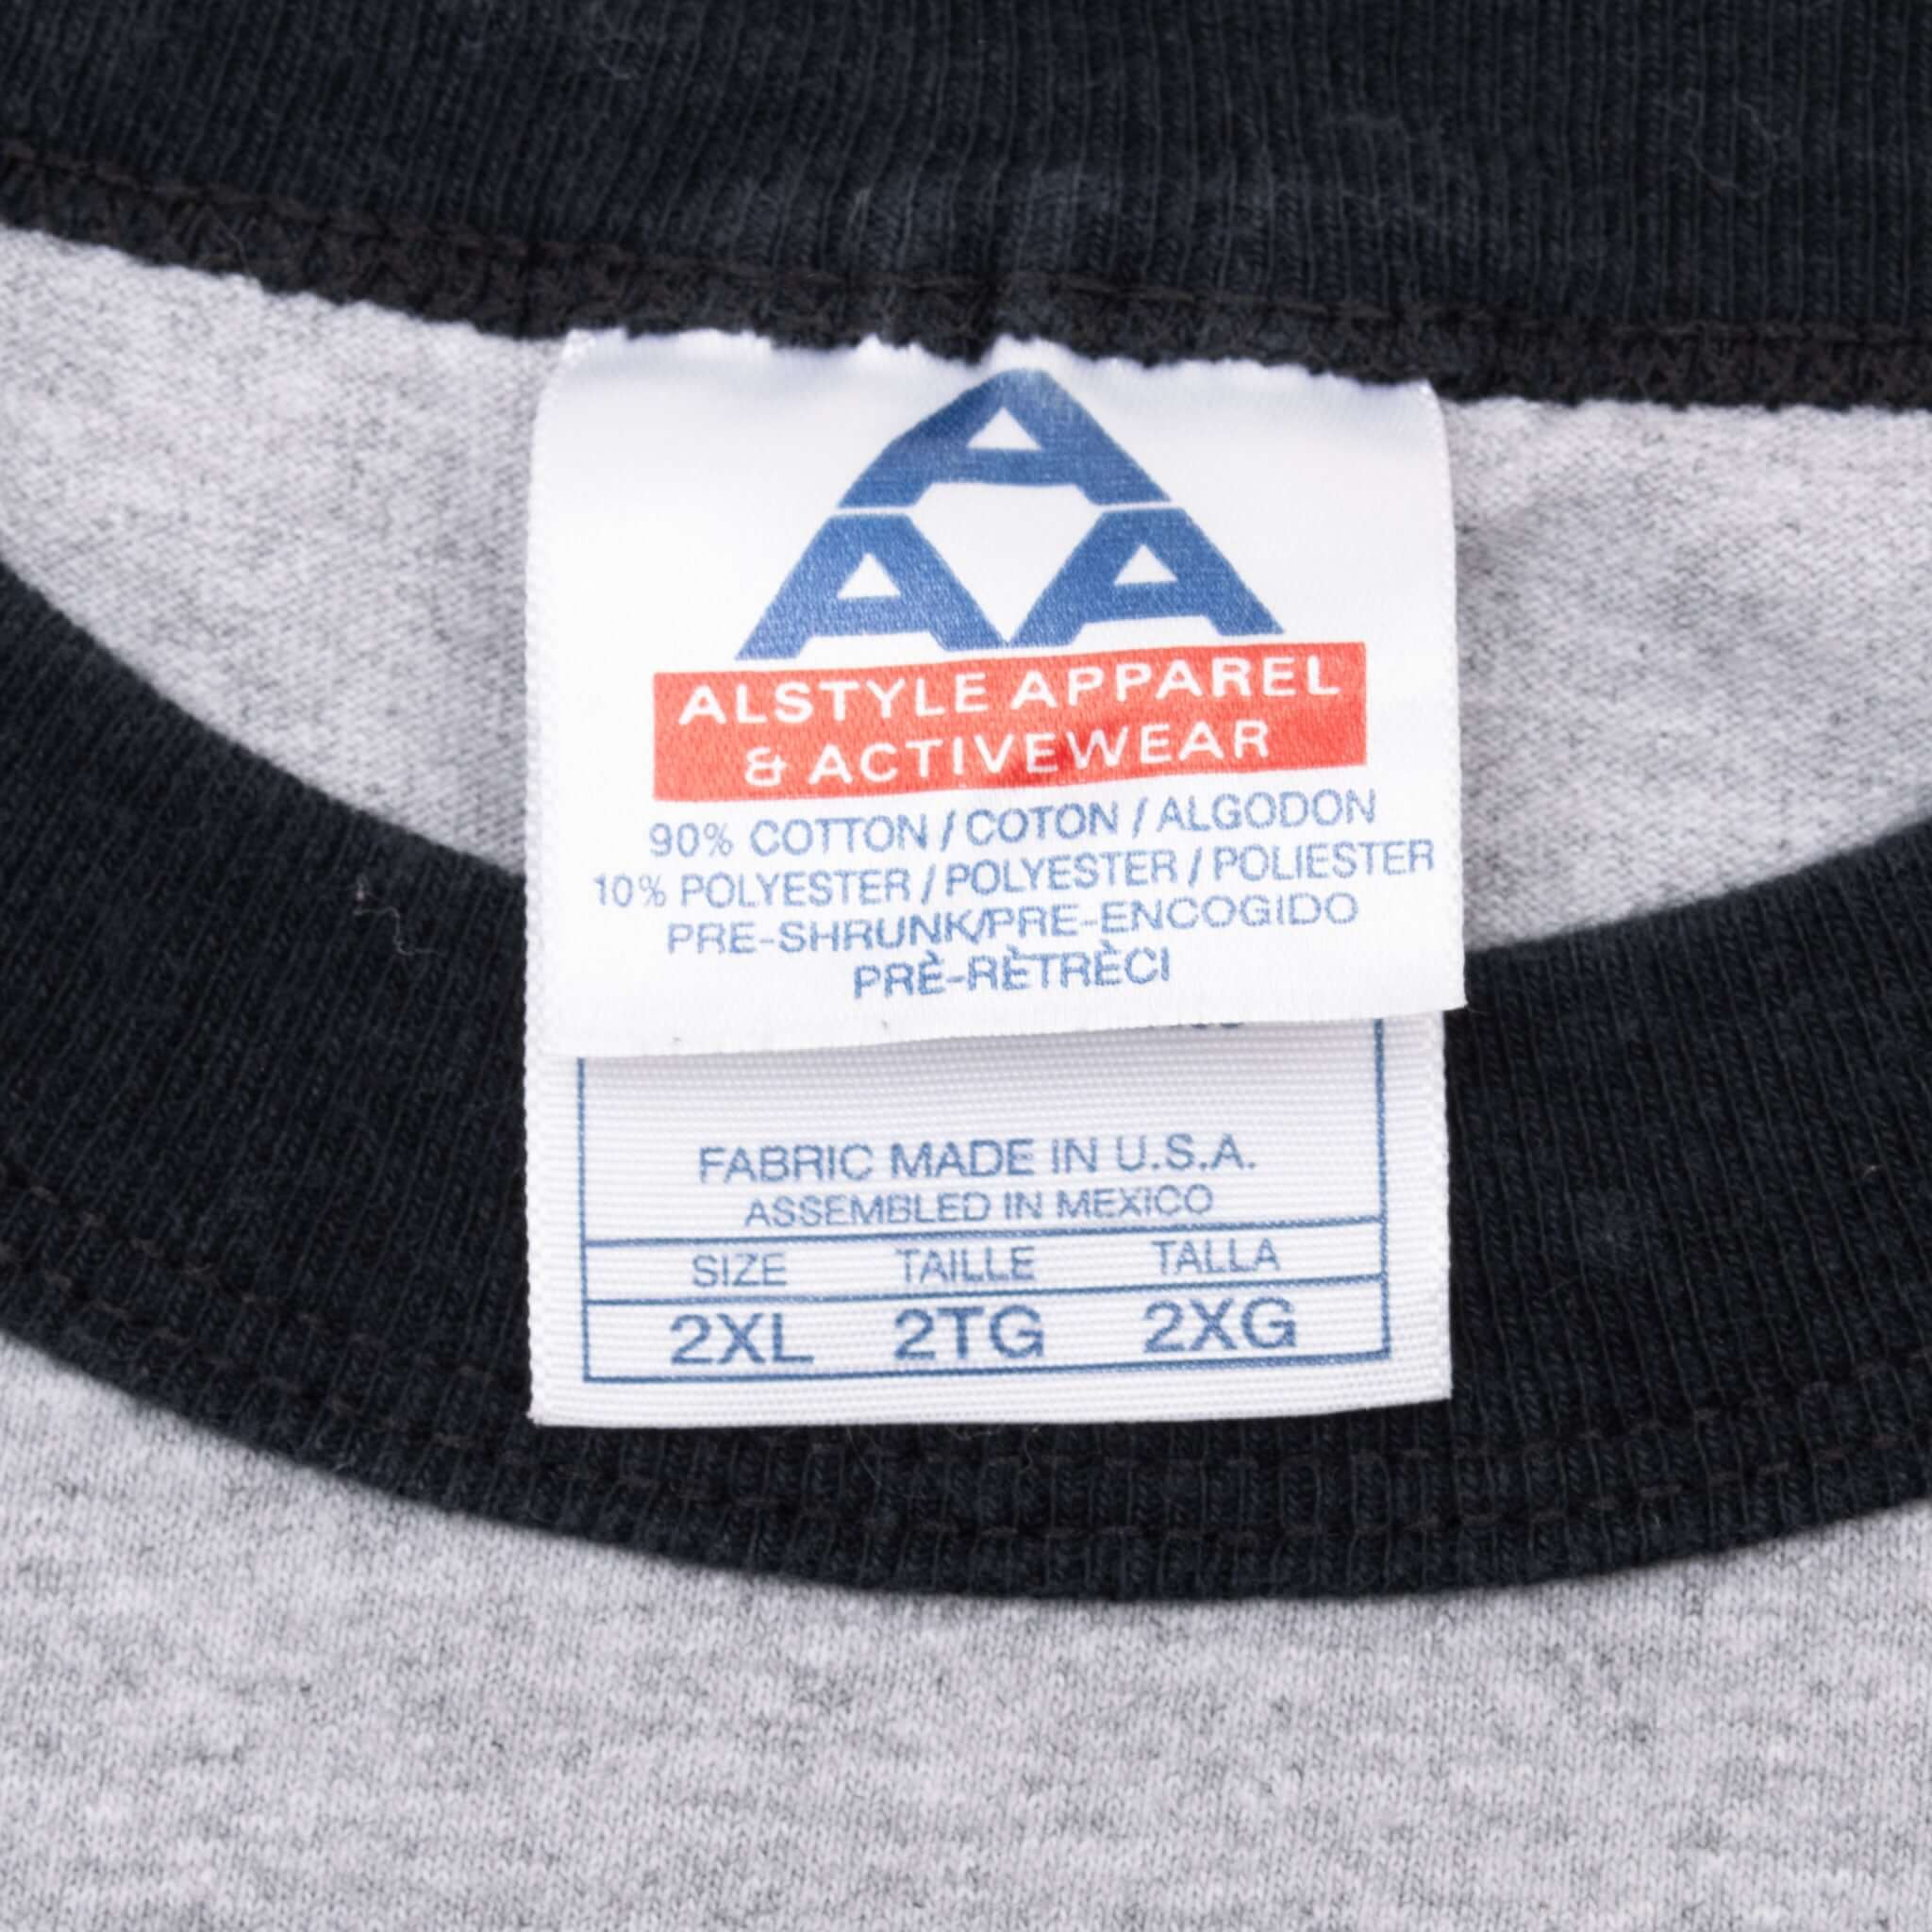 A
AA
ALSTYLE APPAREL
& ACTIVEWEAR
90% COTTON / COTON / ALGODON
10% POLYESTER / POLYESTER / POLIESTER
PRE-SHRUNK/PRE-ENCOGIDO
PRÈ-RÈTRÈCI
FABRIC MADE IN U.S.A.
ASSEMBLED IN MEXICO
SIZE TAILLE TALLA
2XL 2TG 2XG